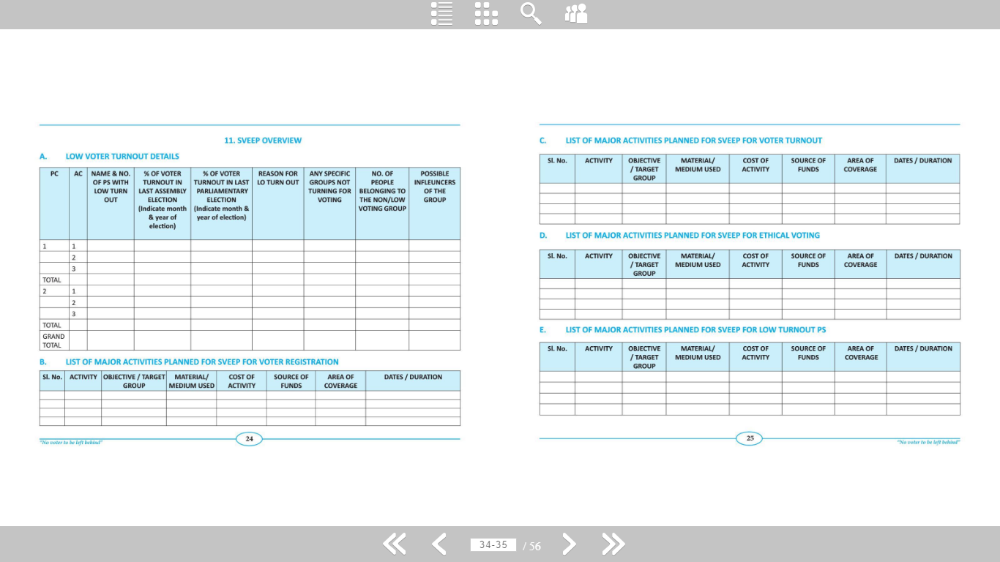 11. SVEEP OVERVIEW
A. LOW VOTER TURNOUT DETAILS
PC AC NAME & NO. OF PS WITH LOW TURN OUT % OF VOTER TURNOUT IN LAST ASSEMBLY ELECTION (Indicate month & year of election) % OF VOTER TURNOUT IN LAST PARLIAMENTARY ELECTION (Indicate month & year of election) REASON FOR LO TURN OUT ANY SPECIFIC GROUPS NOT TURNING FOR VOTING NO. OF PEOPLE BELONGING TO THE NON/LOW VOTING GROUP POSSIBLE INFLEUNCERS OF THE GROUP
1 1
2
3
TOTAL
2 1
2
3
TOTAL
GRAND
TOTAL
B. LIST OF MAJOR ACTIVITIES PLANNED FOR SVEEP FOR VOTER REGISTRATION
Sl. No. ACTIVITY OBJECTIVE / TARGET GROUP MATERIAL/ MEDIUM USED COST OF ACTIVITY SOURCE OF FUNDS AREA OF COVERAGE DATES / DURATION
"No voter to be left behind"
24
C. LIST OF MAJOR ACTIVITIES PLANNED FOR SVEEP FOR VOTER TURNOUT
Sl. No. ACTIVITY OBJECTIVE / TARGET GROUP MATERIAL/ MEDIUM USED COST OF ACTIVITY SOURCE OF FUNDS AREA OF COVERAGE DATES / DURATION
D. LIST OF MAJOR ACTIVITIES PLANNED FOR SVEEP FOR ETHICAL VOTING
Sl. No. ACTIVITY OBJECTIVE / TARGET GROUP MATERIAL/ MEDIUM USED COST OF ACTIVITY SOURCE OF FUNDS AREA OF COVERAGE DATES / DURATION
E. LIST OF MAJOR ACTIVITIES PLANNED FOR SVEEP FOR LOW TURNOUT PS
Sl. No. ACTIVITY OBJECTIVE / TARGET GROUP MATERIAL/ MEDIUM USED COST OF ACTIVITY SOURCE OF FUNDS AREA OF COVERAGE DATES / DURATION
25
"No voter to be left behind"
34-35 / 56